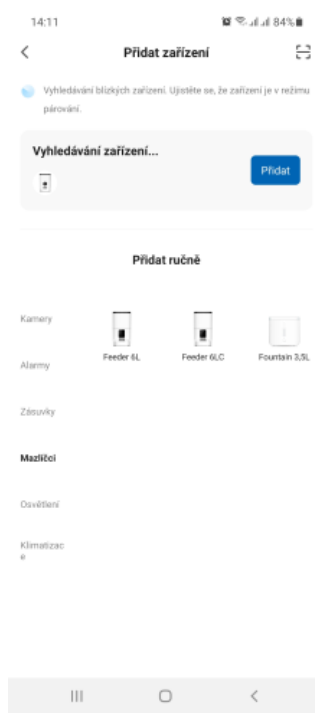 14:11
84%
Přidat zařízení
Vyhledávání blízkých zařízení. Ujistěte se, že zařízení je v režimu
párování.
Vyhledávání zařízení...
Přidat
Přidat ručně
Kamery
Alarmy
Zásuvky
Mazlíčci
Osvětlení
Klimatizac
e
Feeder 6L
Feeder 6LC
Fountain 3,5L